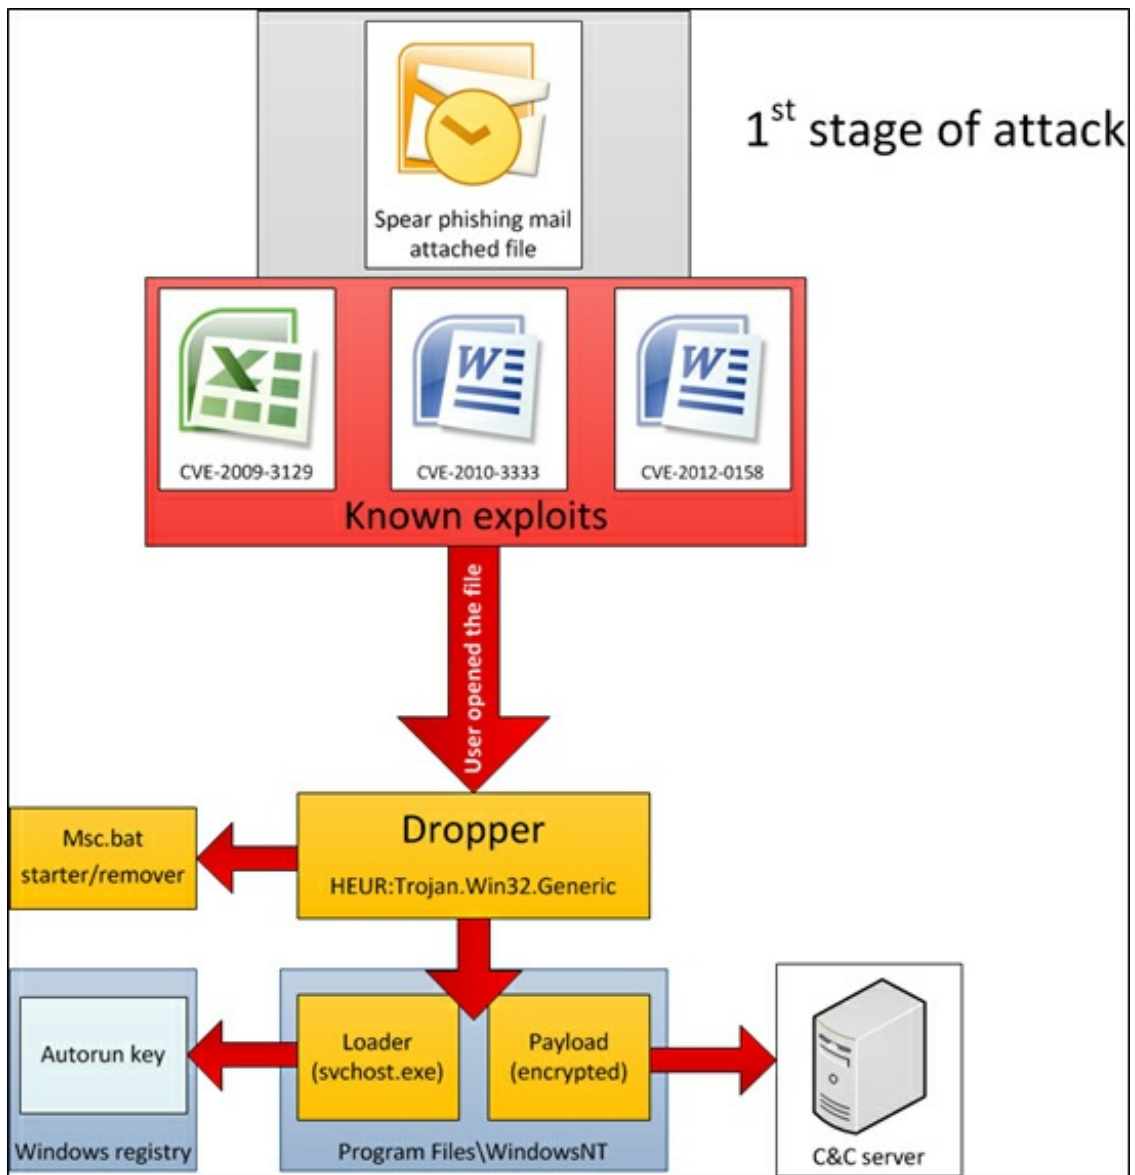 1st stage of attack
Spear phishing mail
attached file
CVE-2009-3129
CVE-2010-3333
CVE-2012-0158
Known exploits
User opened the file
Dropper
HEUR:Trojan.Win32.Generic
Msc.bat
starter/remover
Autorun key
Windows registry
Loader
(svchost.exe)
Payload
(encrypted)
Program Files\WindowsNT
C&C server